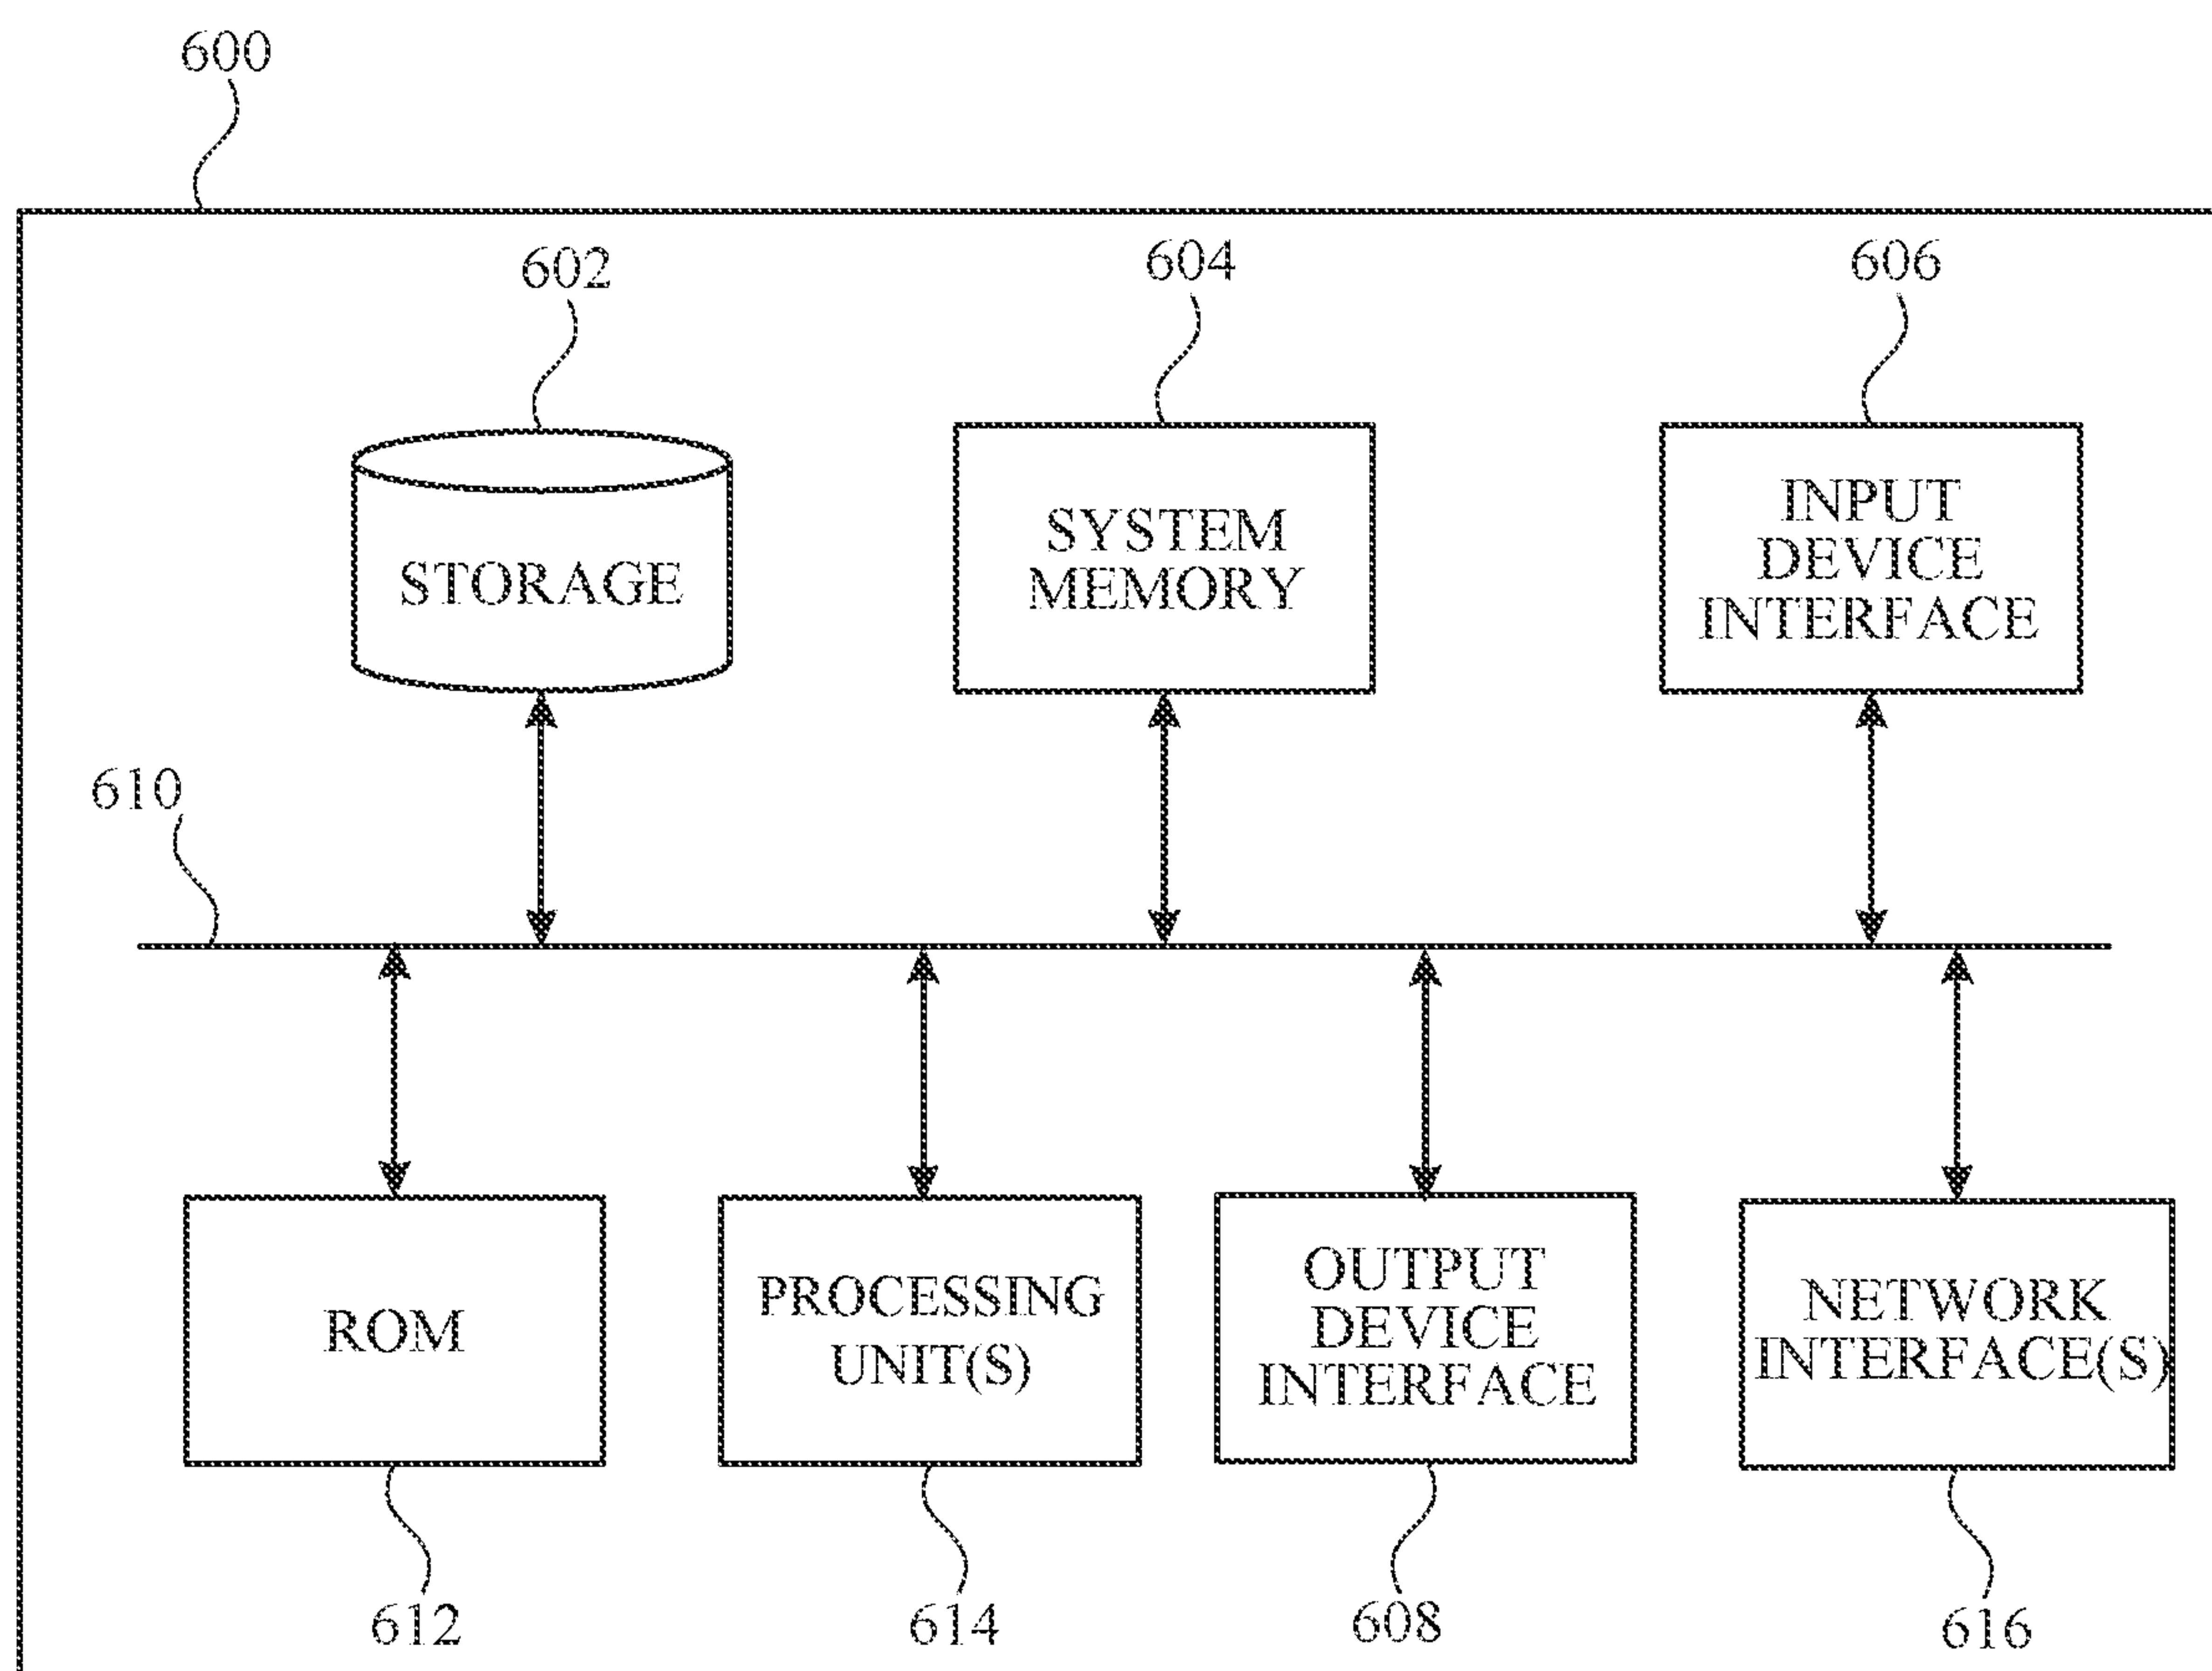 600
602
604
606
STORAGE
SYSTEM
MEMORY
INPUT
DEVICE
INTERFACE
610
ROM
PROCESSING
UNIT(S)
OUTPUT
DEVICE
INTERFACE
NETWORK
INTERFACE(S)
612
614
608
616